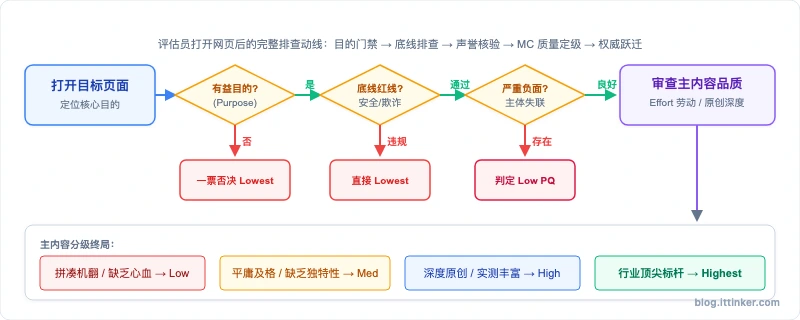 评估员打开网页后的完整排查动线：目的门禁 → 底线排查 → 声誉核验 → MC 质量定级 → 权威跃迁
打开目标页面
定位核心目的
有益目的?
(Purpose)
是
底线红线?
安全/欺诈
通过
严重负面?
主体失联
良好
审查主内容品质
Effort 劳动 / 原创深度
否
违规
存在
一票否决 Lowest
直接 Lowest
判定 Low PQ
主内容分级终局：
拼凑机翻 / 缺乏心血 → Low
平庸及格 / 缺乏独特性 → Med
深度原创 / 实测丰富 → High
行业顶尖标杆 → Highest
blog.ittinker.com